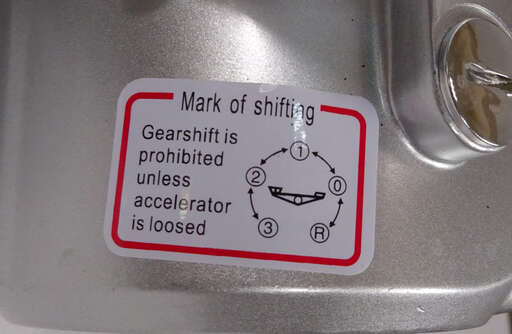 Mark of shifting
Gearshift is
prohibited
unless
accelerator
is loosed
1
2
0
3
R